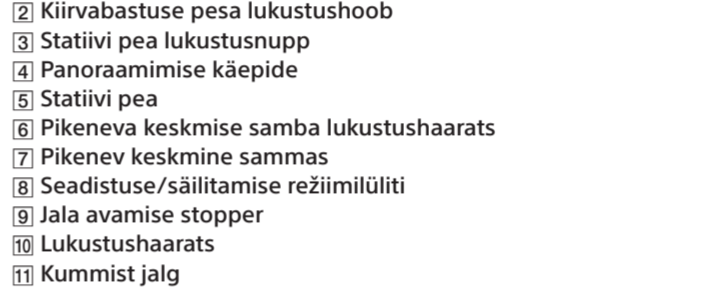 2 Kiirvabastuse pesa lukustushoob
3 Statiivi pea lukustusnupp
4 Panoraamimise käepide
5 Statiivi pea
6 Pikeneva keskmise samba lukustushaarats
7 Pikenev keskmine sammas
8 Seadistuse/säilitamise režiimilüliti
9 Jala avamise stopper
10 Lukustushaarats
11 Kummist jalg